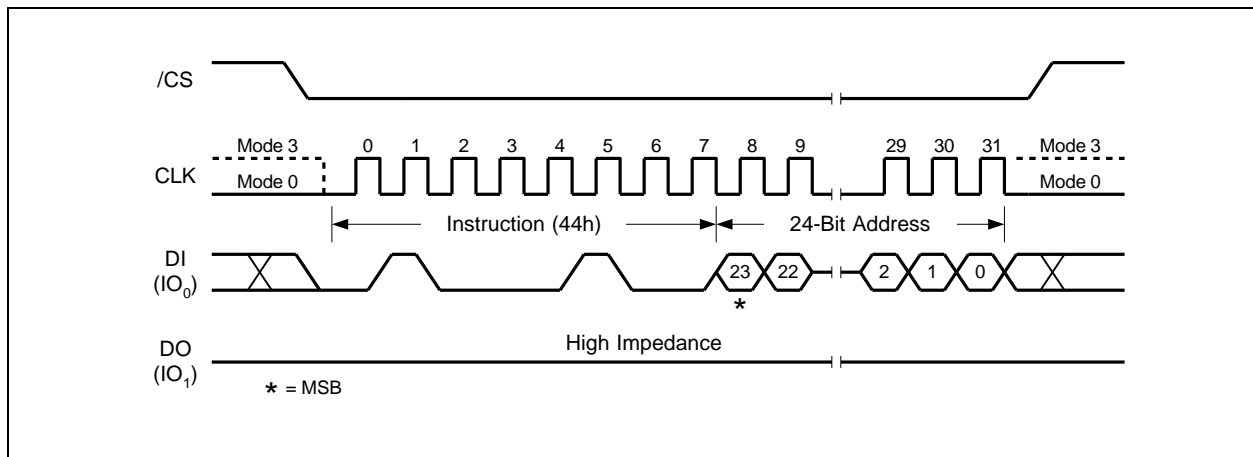 /CS
Mode 3 0 1 2 3 4 5 6 7 8 9 29 30 31 Mode 3
CLK
Mode 0 Mode 0
Instruction (44h) 24-Bit Address
DI
(IO₀)
23 22 2 1 0
*
High Impedance
DO
(IO₁)
* = MSB